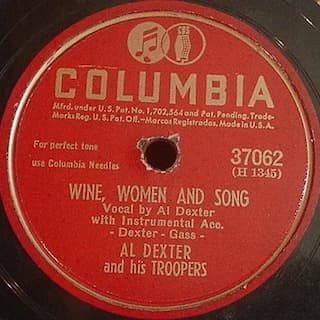 CBS
COLUMBIA
Mfrd. under U.S. Pat. No. 1,702,564 and Pat. Pending. Trade-
Marks Reg. U.S. Pat. Off.–Marcas Registradas. Made in U.S.A.
For perfect tone
use Columbia Needles
37062
(H 1345)
WINE, WOMEN AND SONG
Vocal by Al Dexter
with Instrumental Acc.
- Dexter - Gass -
AL DEXTER
and his TROOPERS